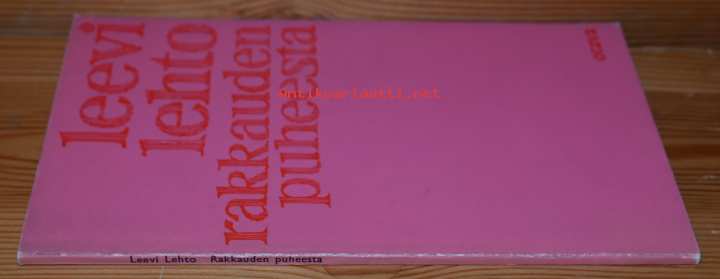 leevi
lehto
rakkauden
puheesta
otava
antikvariaatti.net
Leevi Lehto Rakkauden puheesta